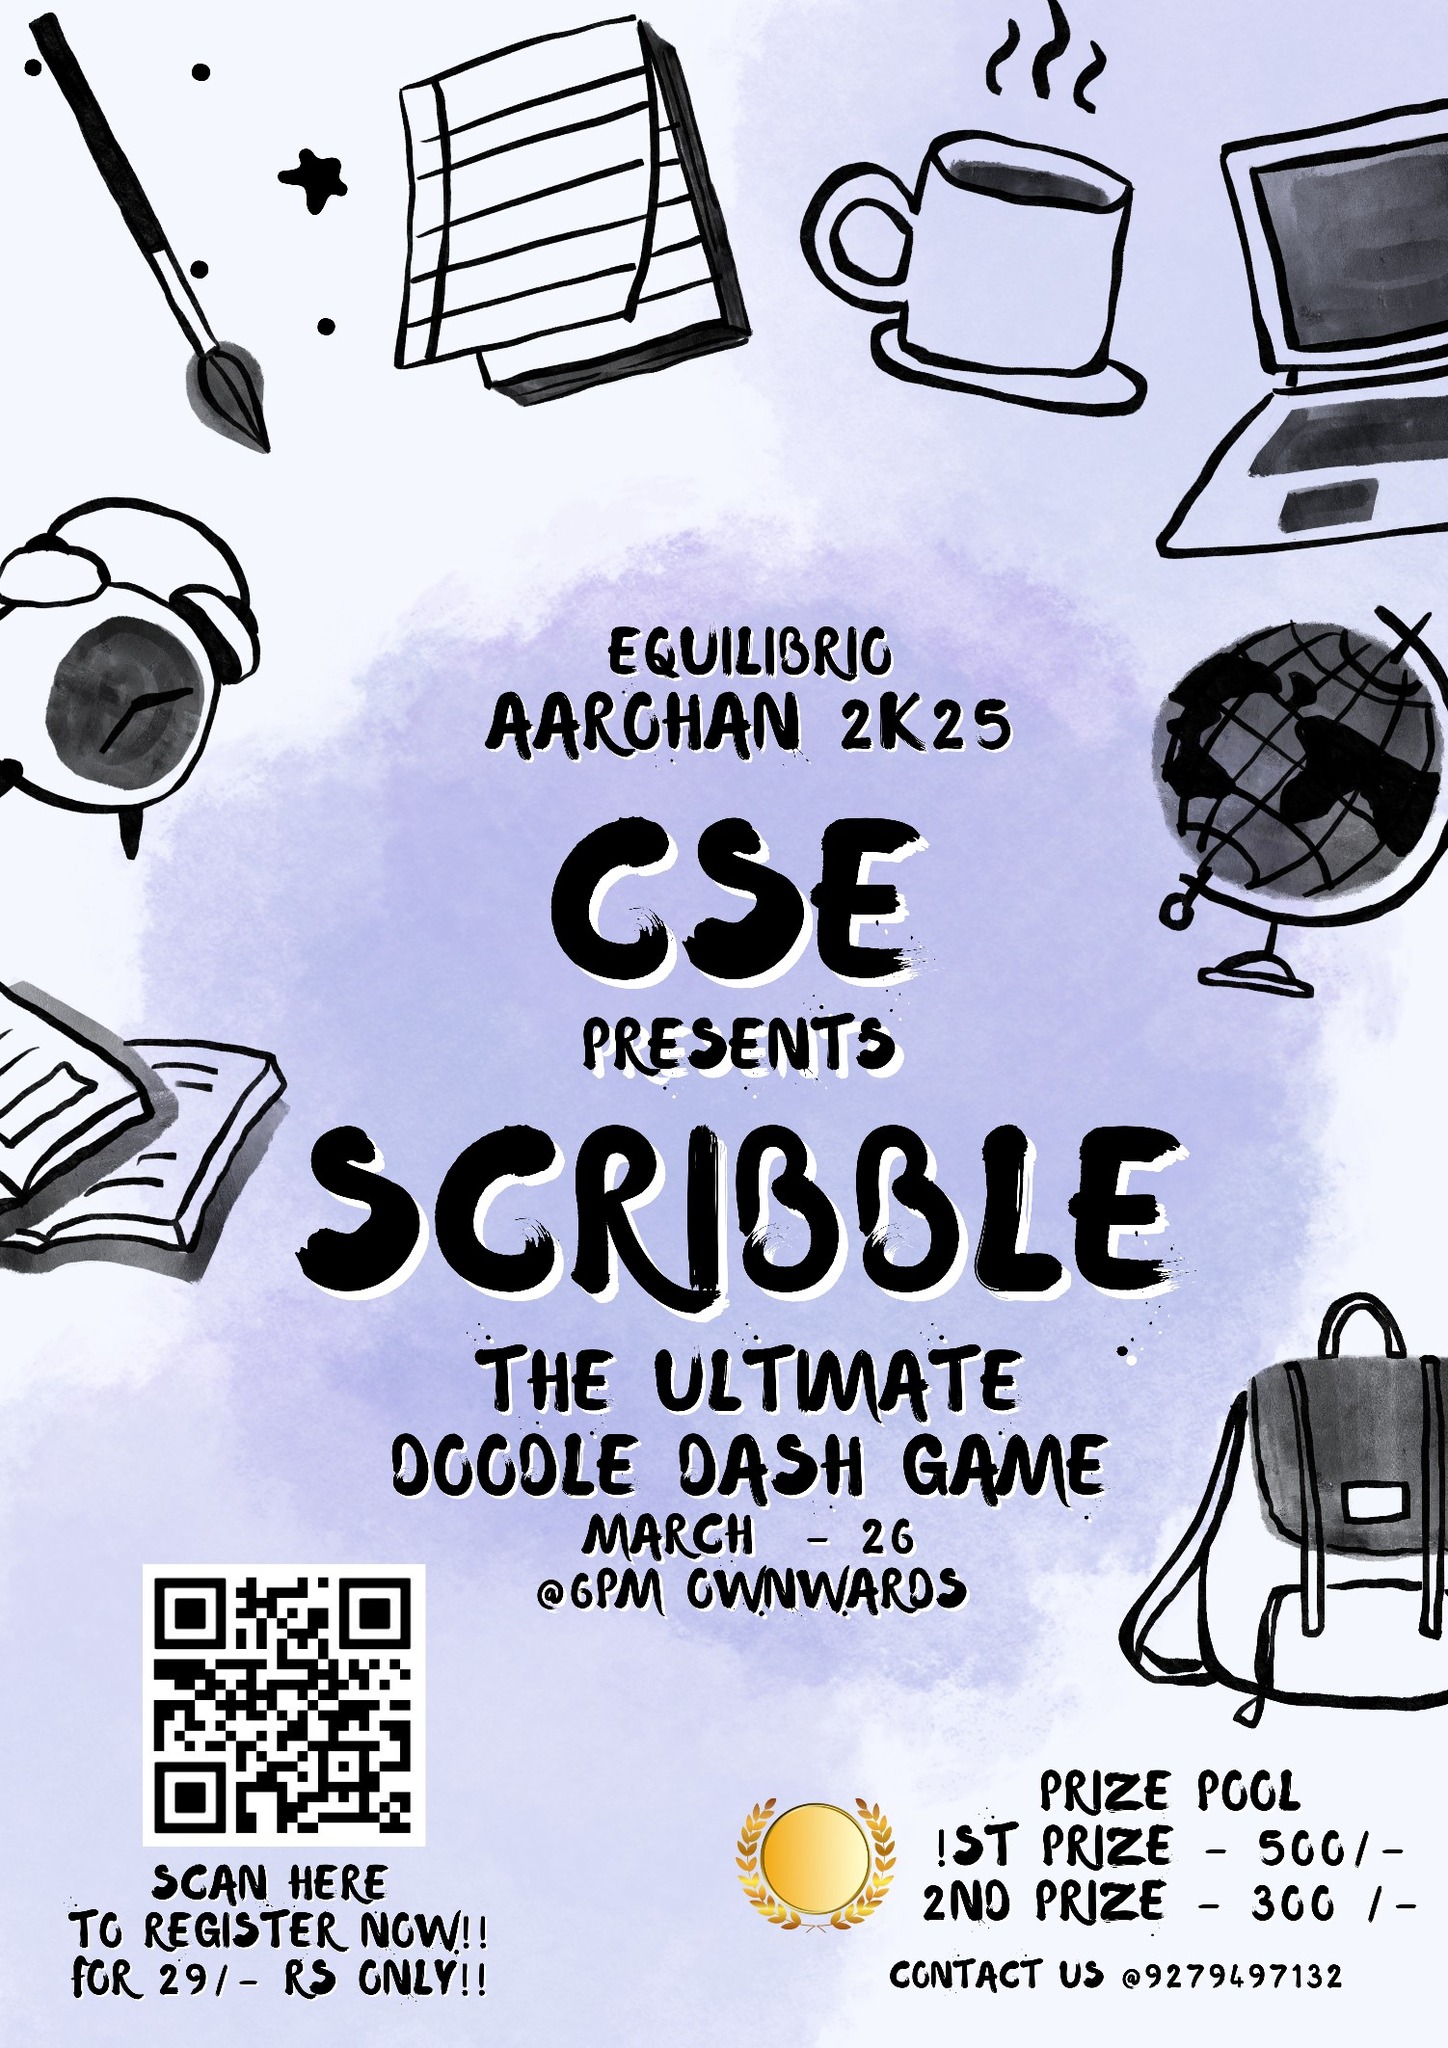 EQUILIBRIO
AAROHAN 2K25
CSE
PRESENTS
SCRIBBLE
THE ULTIMATE
DOODLE DASH GAME
MARCH - 26
@6PM OWNWARDS
SCAN HERE
TO REGISTER NOW!!
FOR 29/- RS ONLY!!
PRIZE POOL
!ST PRIZE - 500/-
2ND PRIZE - 300 /-
CONTACT US @9279497132